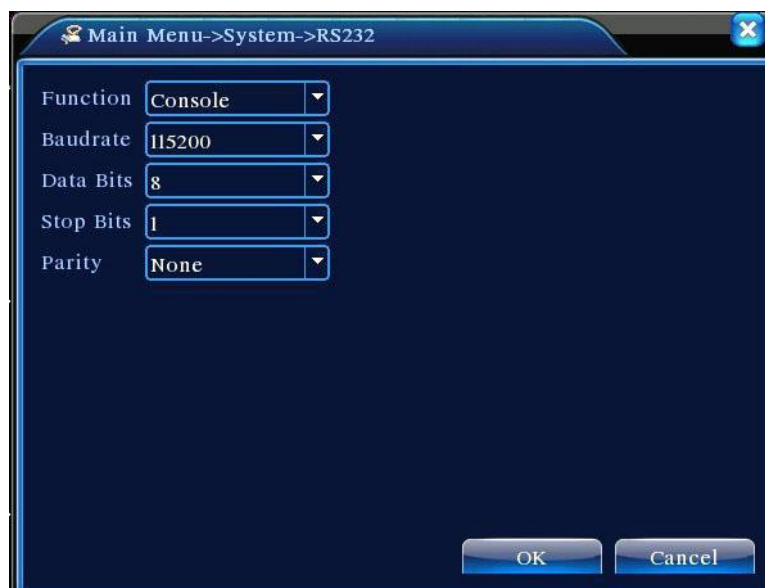 Main Menu->System->RS232
Function Console
Baudrate 115200
Data Bits 8
Stop Bits 1
Parity None
OK Cancel